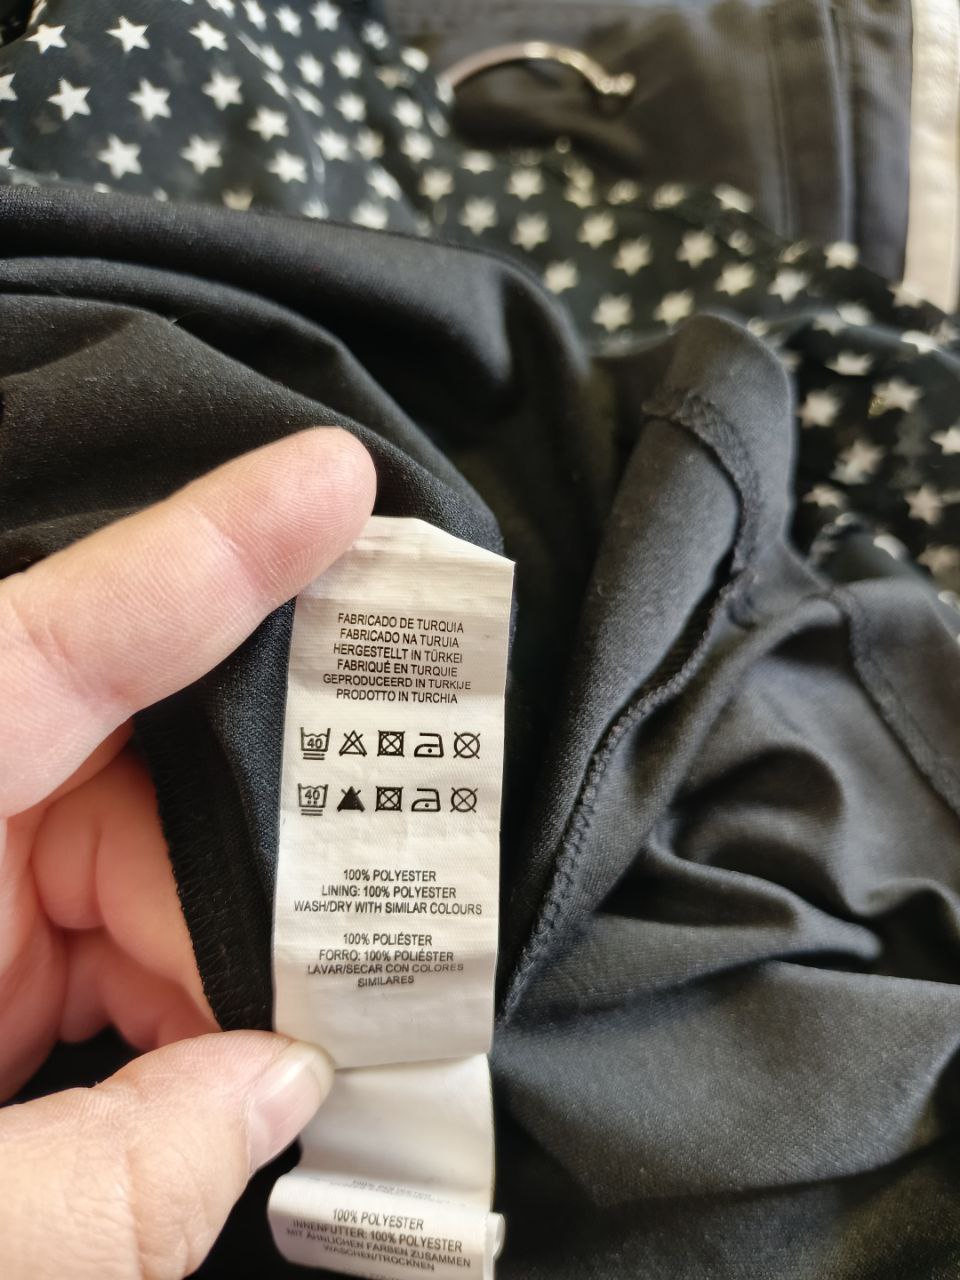 FABRICADO DE TURQUIA
FABRICADO NA TURUIA
HERGESTELLT IN TÜRKEI
FABRIQUÉ EN TURQUIE
GEPRODUCEERD IN TURKIJE
PRODOTTO IN TURCHIA
40
40
100% POLYESTER
LINING: 100% POLYESTER
WASH/DRY WITH SIMILAR COLOURS
100% POLIÉSTER
FORRO: 100% POLIÉSTER
LAVAR/SECAR CON COLORES
SIMILARES
100% POLYESTER
INNENFUTTER: 100% POLYESTER
MIT ÄHNLICHEN FARBEN ZUSAMMEN
WASCHEN/TROCKNEN